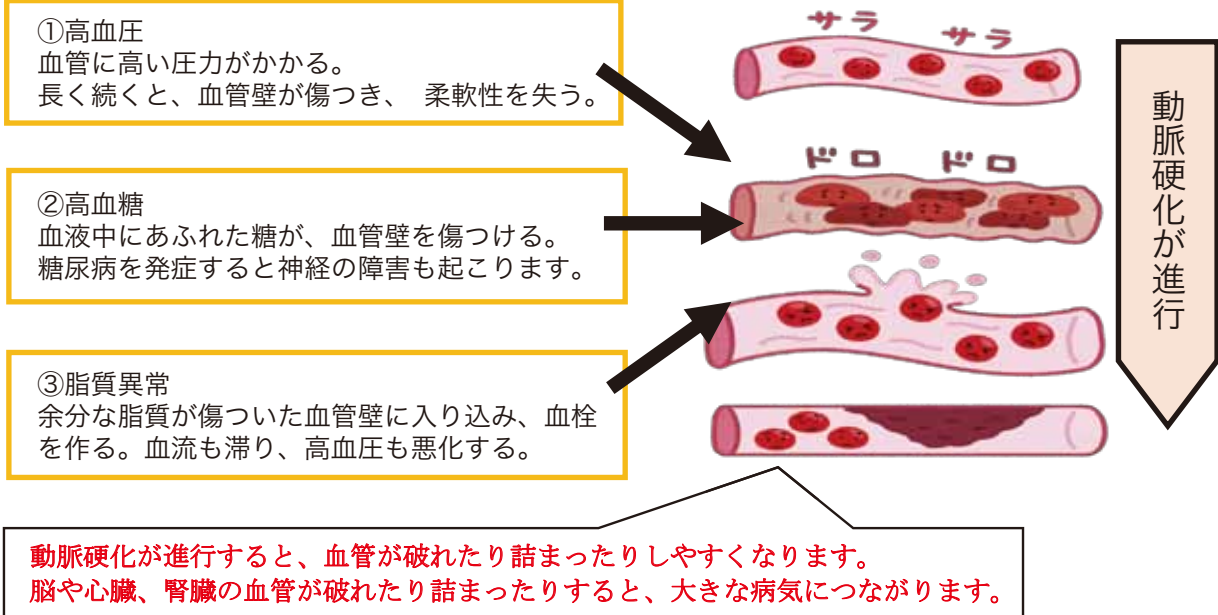 ①高血圧
血管に高い圧力がかかる。
長く続くと、血管壁が傷つき、　柔軟性を失う。
②高血糖
血液中にあふれた糖が、血管壁を傷つける。
糖尿病を発症すると神経の障害も起こります。
③脂質異常
余分な脂質が傷ついた血管壁に入り込み、血栓
を作る。血流も滞り、高血圧も悪化する。
サラ　サラ
ドロ　ドロ
動脈硬化が進行
動脈硬化が進行すると、血管が破れたり詰まったりしやすくなります。
脳や心臓、腎臓の血管が破れたり詰まったりすると、大きな病気につながります。